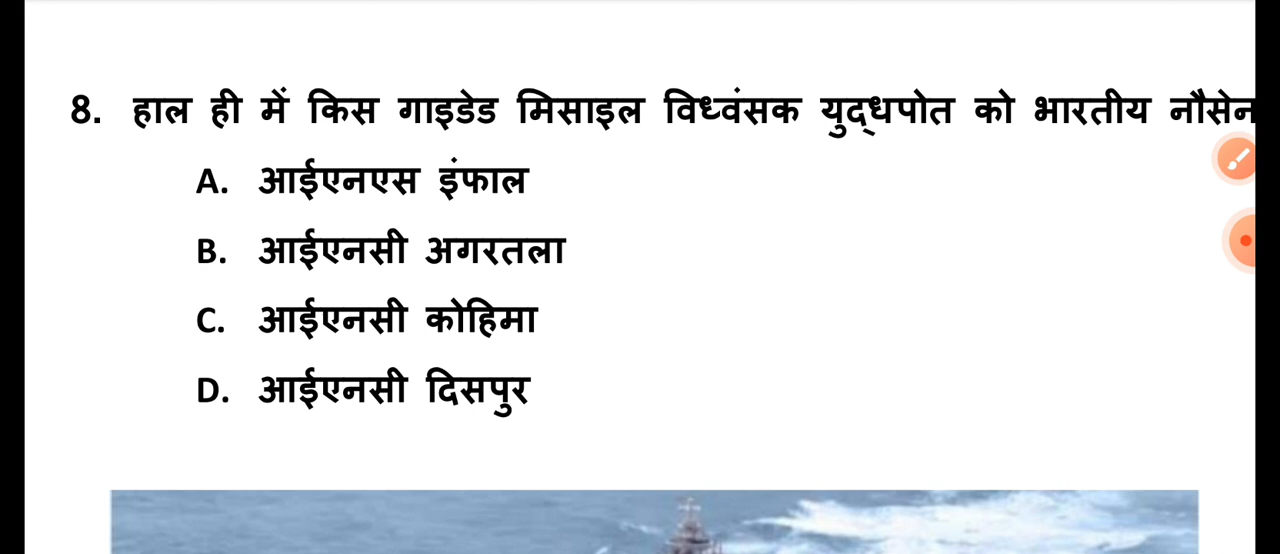 8. हाल ही में किस गाइडेड मिसाइल विध्वंसक युद्धपोत को भारतीय
A. आईएनएस इंफाल
B. आईएनसी अगरतला
C. आईएनसी कोहिमा
D. आईएनसी दिसपुर